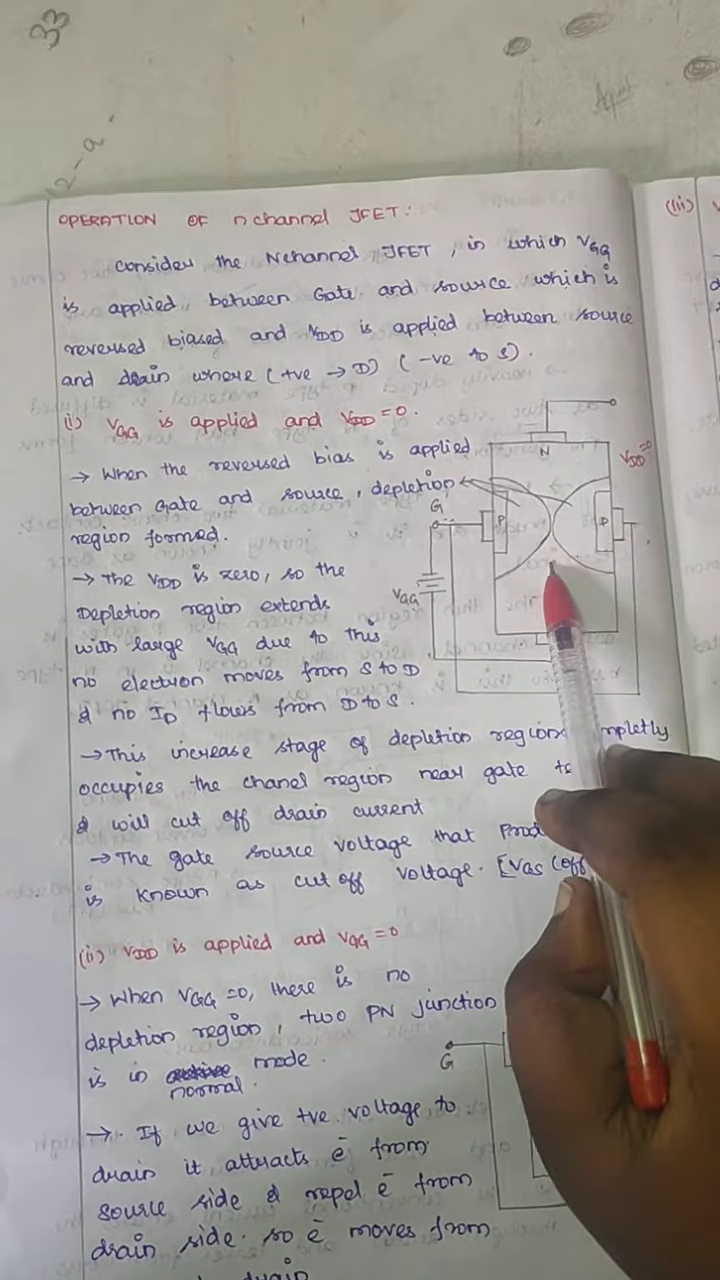 33
12-a.
OPERATION OF n channel JFET:
consider the N channel JFET, in which VGG
is applied between Gate and source which is
reversed biased and VDD is applied between source
and drain where (+ve → D) (-ve to S).
(i) VGG is applied and VDD = 0.
→ When the reversed bias is applied
between Gate and source, depletion
region formed.
→ The VDD is zero, so the
Depletion region extends
with large VGG due to this
no electron moves from S to D
& no ID flows from D to S.
→ This increase stage of depletion region
occupies the chanel region near gate
& will cut off drain current
→ The gate source voltage that
is known as cut off voltage. [VGS (off
N
VDD=0
G
P
P
VGG
(ii) VDD is applied and VGG = 0
→ When VGG = 0, there is no
depletion region, two PN junction
is in normal mode.
→ . If we give +ve voltage to
drain it attracts e̅ from
source side & repel e̅ from
drain side. so e̅ moves from
drain
G
(iii)